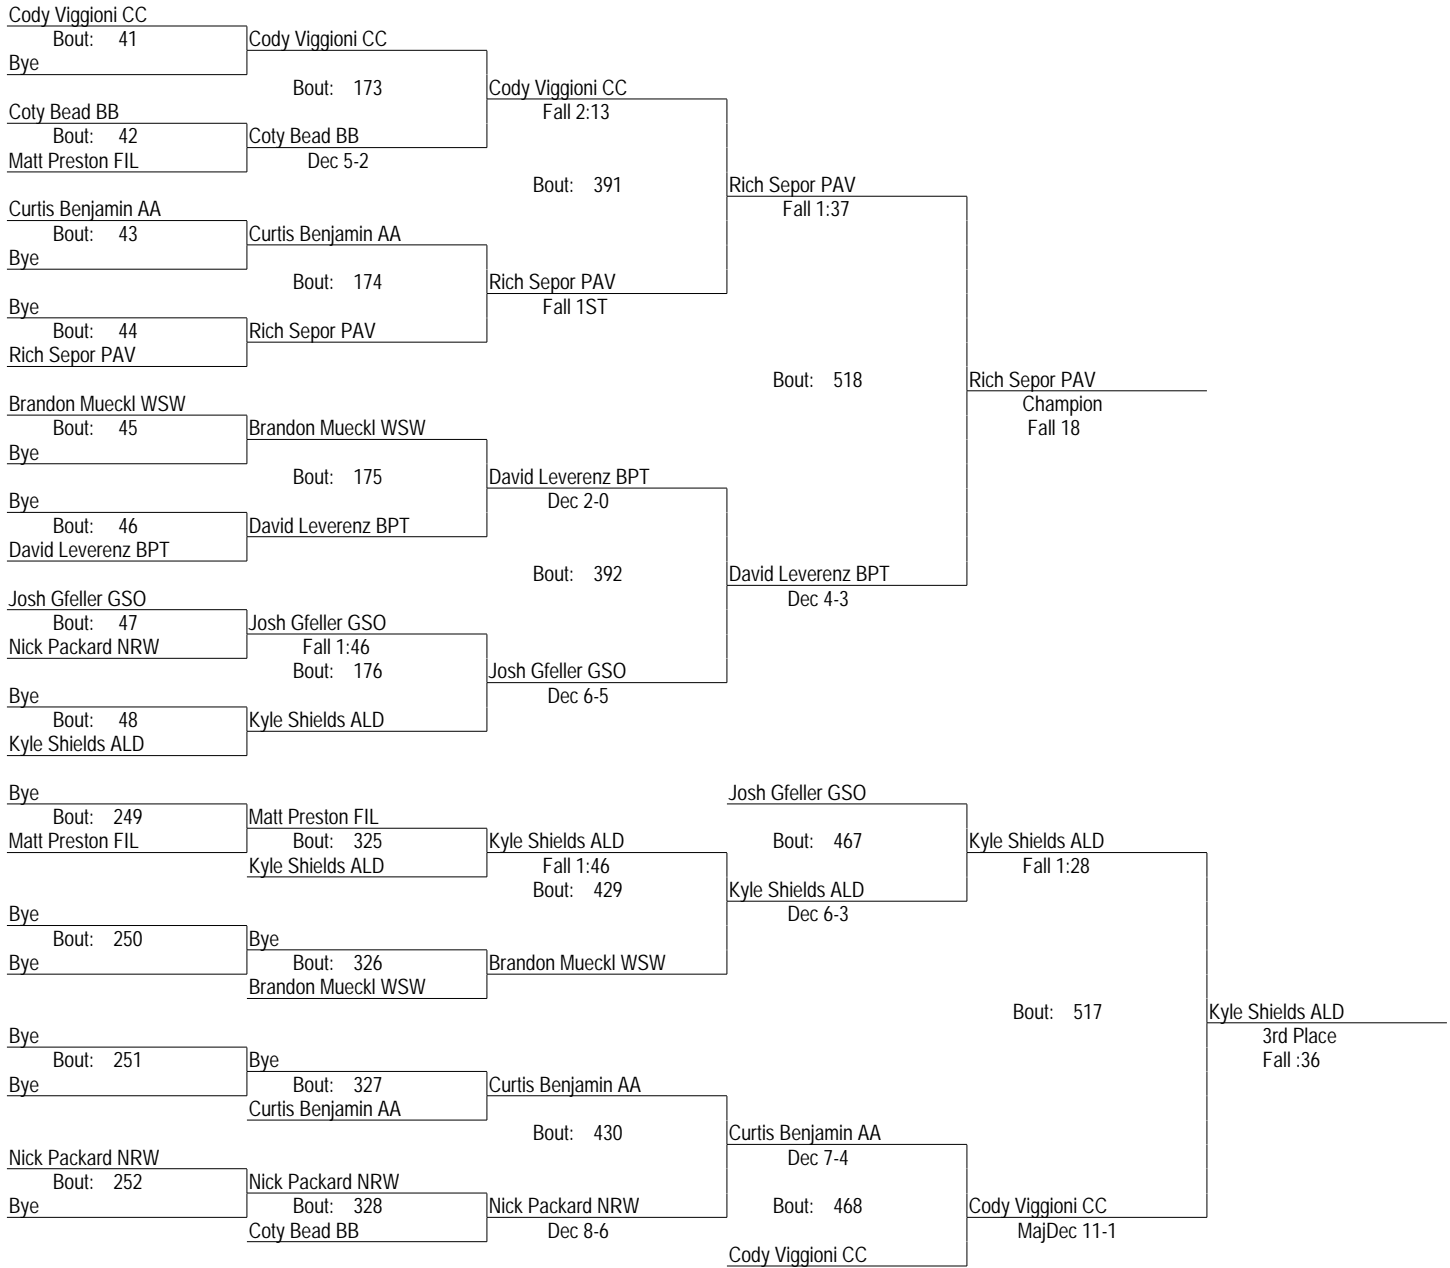 Cody Viggioni CC
Bout: 41 Cody Viggioni CC
Bye
Bout: 173 Cody Viggioni CC
Coty Bead BB Fall 2:13
Bout: 42 Coty Bead BB
Matt Preston FIL Dec 5-2
Bout: 391 Rich Sepor PAV
Curtis Benjamin AA Fall 1:37
Bout: 43 Curtis Benjamin AA
Bye
Bout: 174 Rich Sepor PAV
Bye Fall 1ST
Bout: 44 Rich Sepor PAV
Rich Sepor PAV
Bout: 518 Rich Sepor PAV
Brandon Mueckl WSW Champion
Bout: 45 Brandon Mueckl WSW Fall 18
Bye
Bout: 175 David Leverenz BPT
Bye Dec 2-0
Bout: 46 David Leverenz BPT
David Leverenz BPT
Bout: 392 David Leverenz BPT
Josh Gfeller GSO Dec 4-3
Bout: 47 Josh Gfeller GSO
Nick Packard NRW Fall 1:46
Bout: 176 Josh Gfeller GSO
Bye Dec 6-5
Bout: 48 Kyle Shields ALD
Kyle Shields ALD
Bye Josh Gfeller GSO
Bout: 249 Matt Preston FIL
Matt Preston FIL Bout: 325 Kyle Shields ALD Bout: 467 Kyle Shields ALD
Kyle Shields ALD Fall 1:46 Fall 1:28
Bout: 429 Kyle Shields ALD
Bye Dec 6-3
Bout: 250 Bye
Bye Bout: 326 Brandon Mueckl WSW
Brandon Mueckl WSW
Bout: 517 Kyle Shields ALD
Bye 3rd Place
Bout: 251 Bye Fall :36
Bye Bout: 327 Curtis Benjamin AA
Curtis Benjamin AA
Bout: 430 Curtis Benjamin AA
Nick Packard NRW Dec 7-4
Bout: 252 Nick Packard NRW
Bye Bout: 328 Nick Packard NRW Bout: 468 Cody Viggioni CC
Coty Bead BB Dec 8-6 MajDec 11-1
Cody Viggioni CC